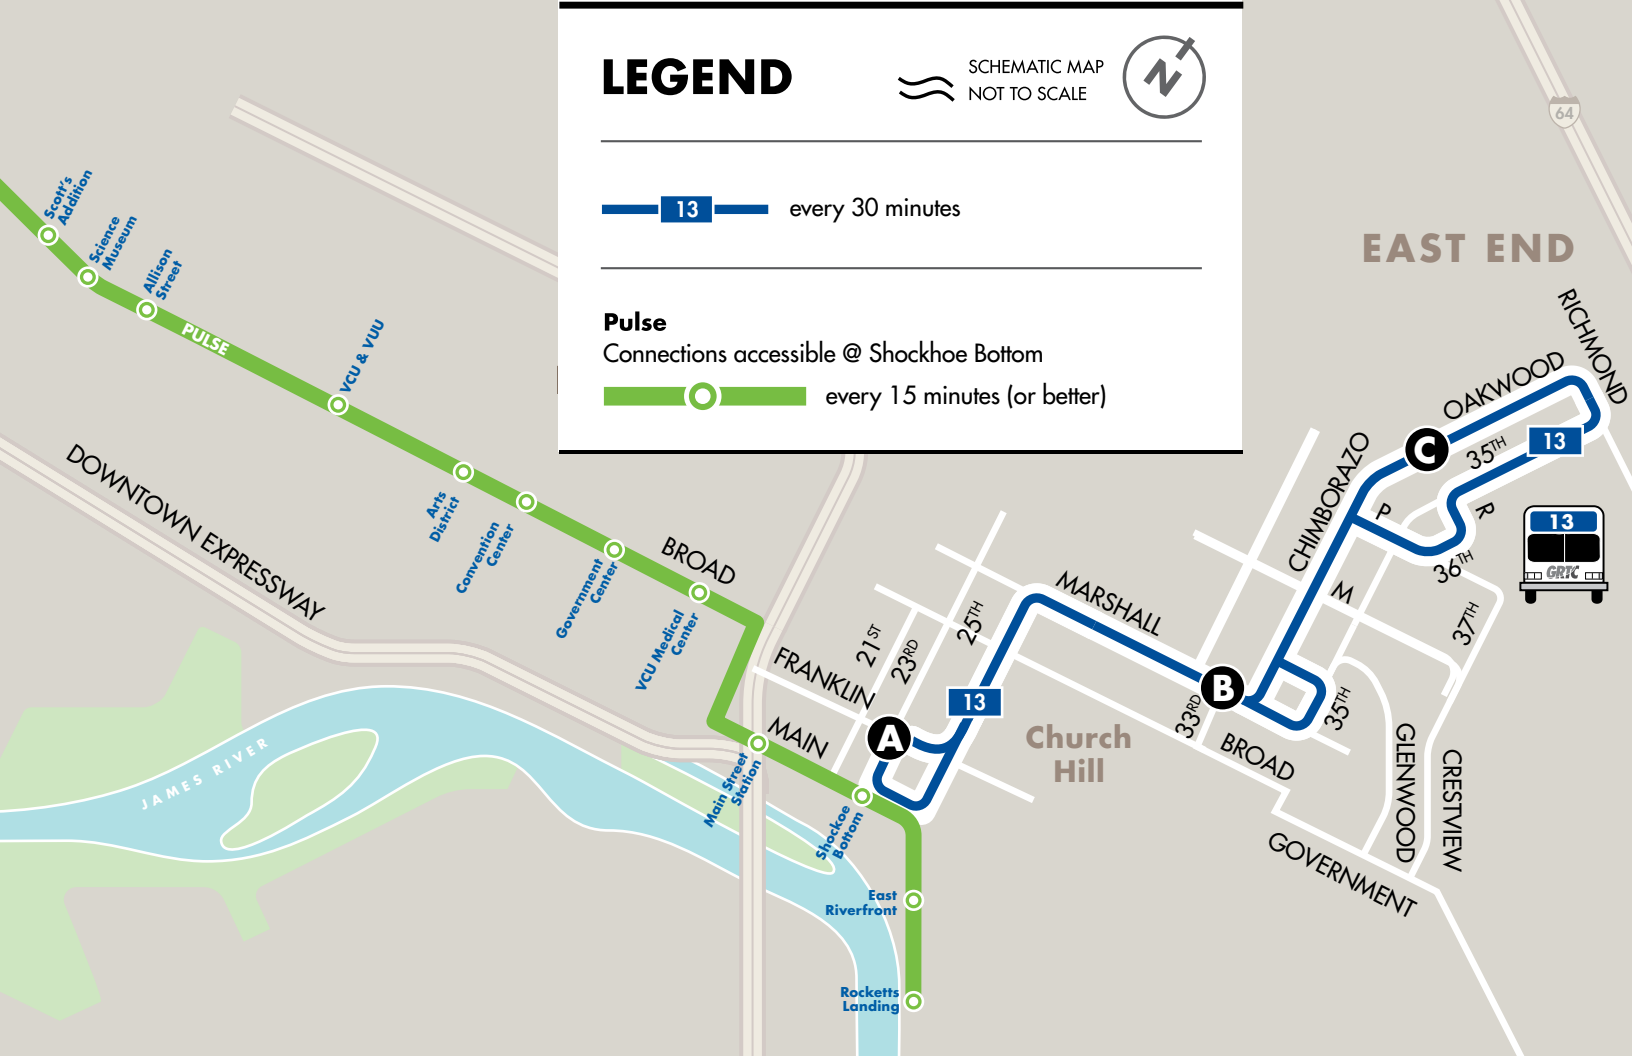 LEGEND
SCHEMATIC MAP
NOT TO SCALE
N
13
every 30 minutes
Pulse
Connections accessible @ Shockhoe Bottom
every 15 minutes (or better)
64
EAST END
Scott's
Addition
Science
Museum
Allison
Street
PULSE
VCU & VUU
Arts
District
Convention
Center
Government
Center
VCU Medical
Center
BROAD
DOWNTOWN EXPRESSWAY
JAMES RIVER
Main Street
Station
MAIN
FRANKLIN
21ST
23RD
25TH
A
13
Shockoe
Bottom
East
Riverfront
Rocketts
Landing
MARSHALL
Church
Hill
33RD
B
BROAD
35TH
GOVERNMENT
GLENWOOD
CRESTVIEW
37TH
M
CHIMBORAZO
P
C
OAKWOOD
RICHMOND
35TH
13
R
36TH
13
GRTC